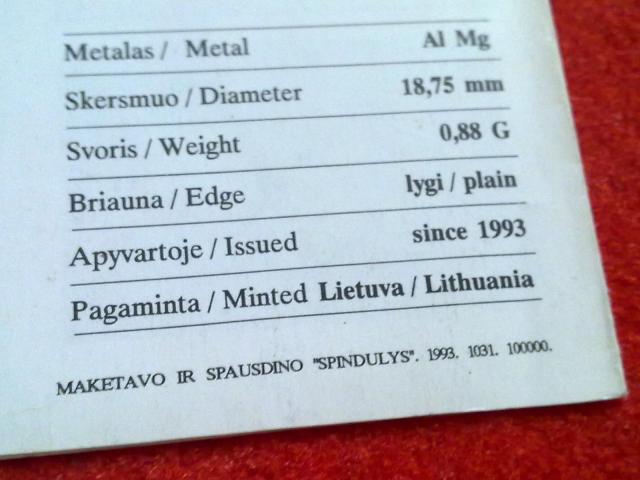 Metalas / Metal Al Mg
Skersmuo / Diameter 18,75 mm
Svoris / Weight 0,88 G
Briauna / Edge lygi / plain
Apyvartoje / Issued since 1993
Pagaminta / Minted Lietuva / Lithuania
MAKETAVO IR SPAUSDINO "SPINDULYS". 1993. 1031. 100000.